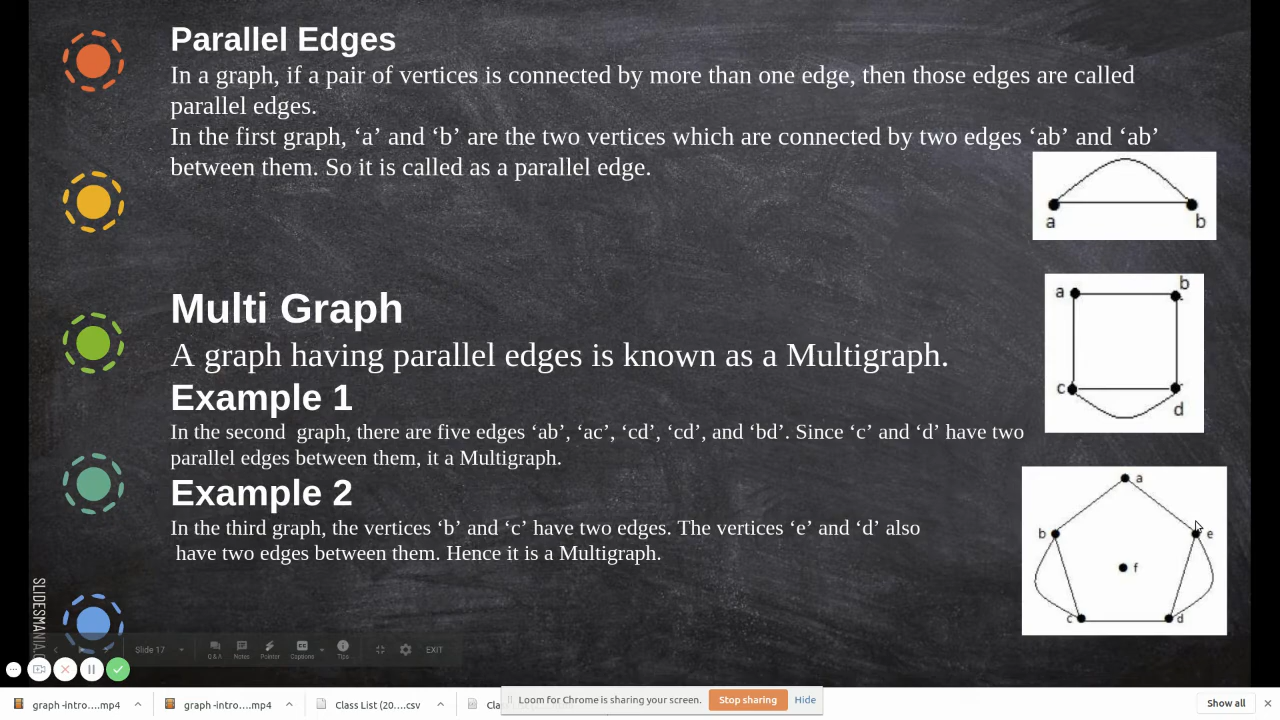 Parallel Edges
In a graph, if a pair of vertices is connected by more than one edge, then those edges are called
parallel edges.
In the first graph, ‘a’ and ‘b’ are the two vertices which are connected by two edges ‘ab’ and ‘ab’
between them. So it is called as a parallel edge.
a
b
Multi Graph
A graph having parallel edges is known as a Multigraph.
a
b
c
d
Example 1
In the second graph, there are five edges ‘ab’, ‘ac’, ‘cd’, ‘cd’, and ‘bd’. Since ‘c’ and ‘d’ have two
parallel edges between them, it a Multigraph.
Example 2
In the third graph, the vertices ‘b’ and ‘c’ have two edges. The vertices ‘e’ and ‘d’ also
have two edges between them. Hence it is a Multigraph.
a
b
e
f
c
d
Slide 17
Q & A
Notes
Pointer
Captions
Tips
EXIT
Loom for Chrome is sharing your screen.
Stop sharing
Hide
graph-intro....mp4
graph -intro....mp4
Class List (20....csv
Show all